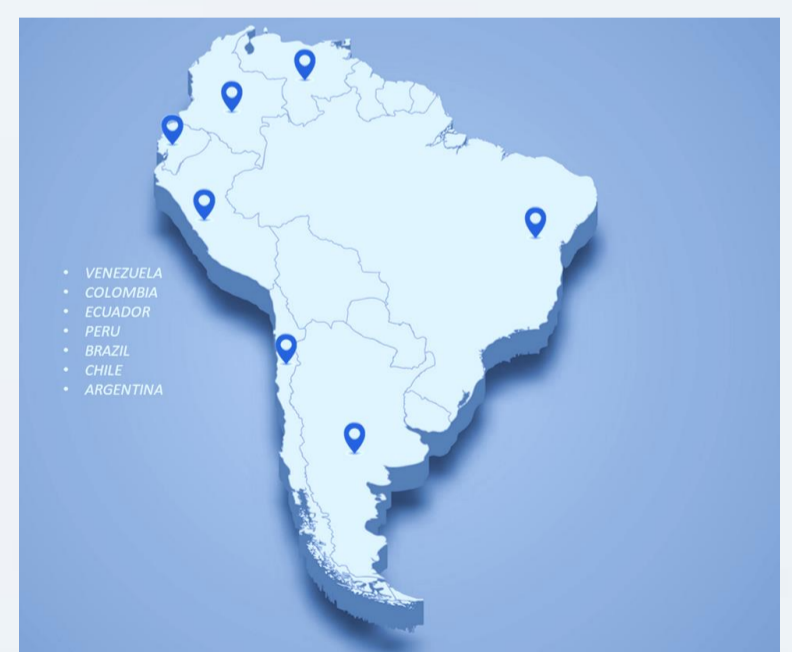 • VENEZUELA
• COLOMBIA
• ECUADOR
• PERU
• BRAZIL
• CHILE
• ARGENTINA